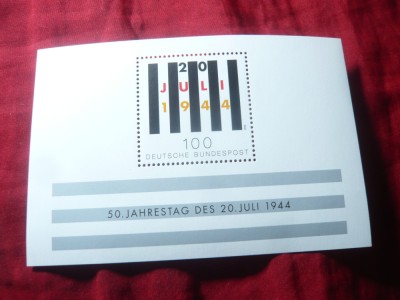 20
JULI
1944
100
DEUTSCHE BUNDESPOST
50. JAHRESTAG DES 20. JULI 1944